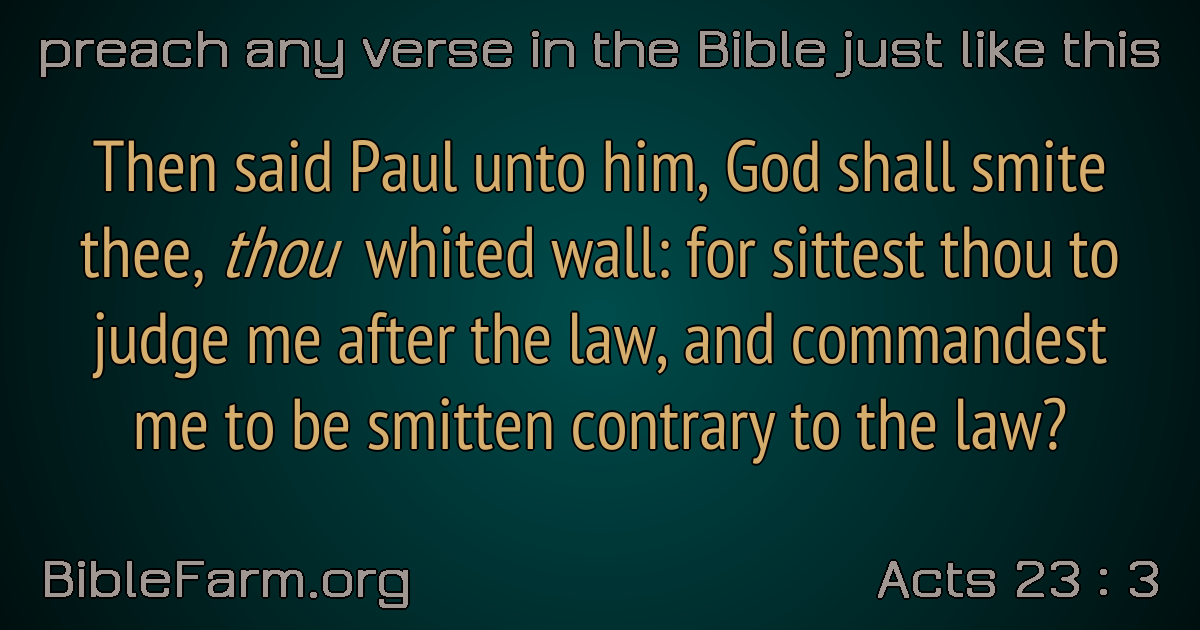 preach any verse in the Bible just like this
Then said Paul unto him, God shall smite
thee, thou whited wall: for sittest thou to
judge me after the law, and commandest
me to be smitten contrary to the law?
BibleFarm.org
Acts 23 : 3